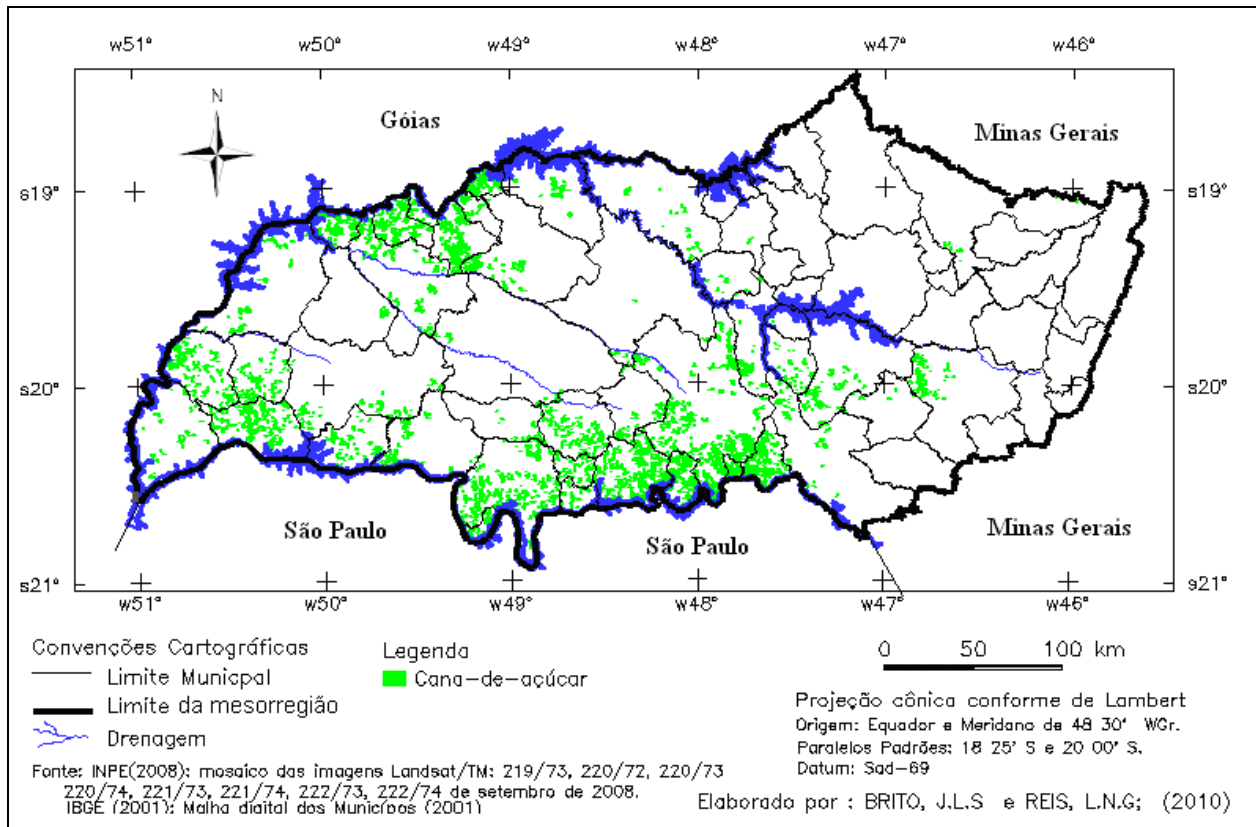 w51° w50° w49° w48° w47° w46°
N
Góias
Minas Gerais
s19° s19°
s20° s20°
São Paulo
São Paulo
Minas Gerais
s21° s21°
w51° w50° w49° w48° w47° w46°
Convenções Cartográficas
Limite Municpal
Limite da mesorregião
Drenagem
Legenda
Cana-de-açúcar
0 50 100 km
Projeção cônica conforme de Lambert
Origem: Equador e Meridano de 48 30' WGr.
Paralelos Padrões: 18 25' S e 20 00' S.
Datum: Sad-69
Fonte: INPE(2008): mosaico das imagens Landsat/TM: 219/73, 220/72, 220/73
220/74, 221/73, 221/74, 222/73, 222/74 de setembro de 2008.
IBGE (2001): Malha digital dos Municípos (2001)
Elaborado por : BRITO, J.L.S e REIS, L.N.G; (2010)